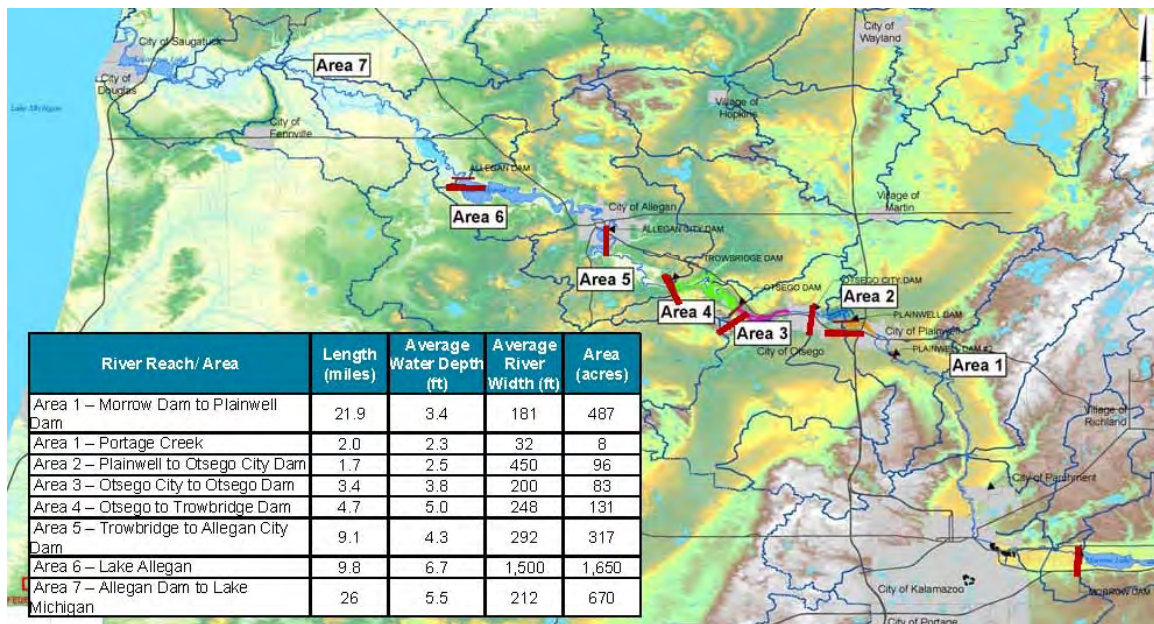 City of Saugatuck
City of
Douglas
Lake Michigan
Area 7
City of
Fennville
ALLEGAN DAM
Area 6
City of
Wayland
Village of
Hopkins
Village of
Martin
City of Allegan
ALLEGAN CITY DAM
Area 5
TROWBRIDGE DAM
Area 4
OTSEGO DAM
Area 3
OTSEGO CITY DAM
Area 2
PLAINWELL DAM
City of Plainwell
City of Otsego
PLAINWELL DAM #2
Area 1
Village of
Richland
City of Parchment
City of Kalamazoo
Morrow Lake
MORROW DAM
City of Portage
River Reach/ Area Length (miles) Average Water Depth (ft) Average River Width (ft) Area (acres)
Area 1 – Morrow Dam to Plainwell Dam 21.9 3.4 181 487
Area 1 – Portage Creek 2.0 2.3 32 8
Area 2 – Plainwell to Otsego City Dam 1.7 2.5 450 96
Area 3 – Otsego City to Otsego Dam 3.4 3.8 200 83
Area 4 – Otsego to Trowbridge Dam 4.7 5.0 248 131
Area 5 – Trowbridge to Allegan City Dam 9.1 4.3 292 317
Area 6 – Lake Allegan 9.8 6.7 1,500 1,650
Area 7 – Allegan Dam to Lake Michigan 26 5.5 212 670